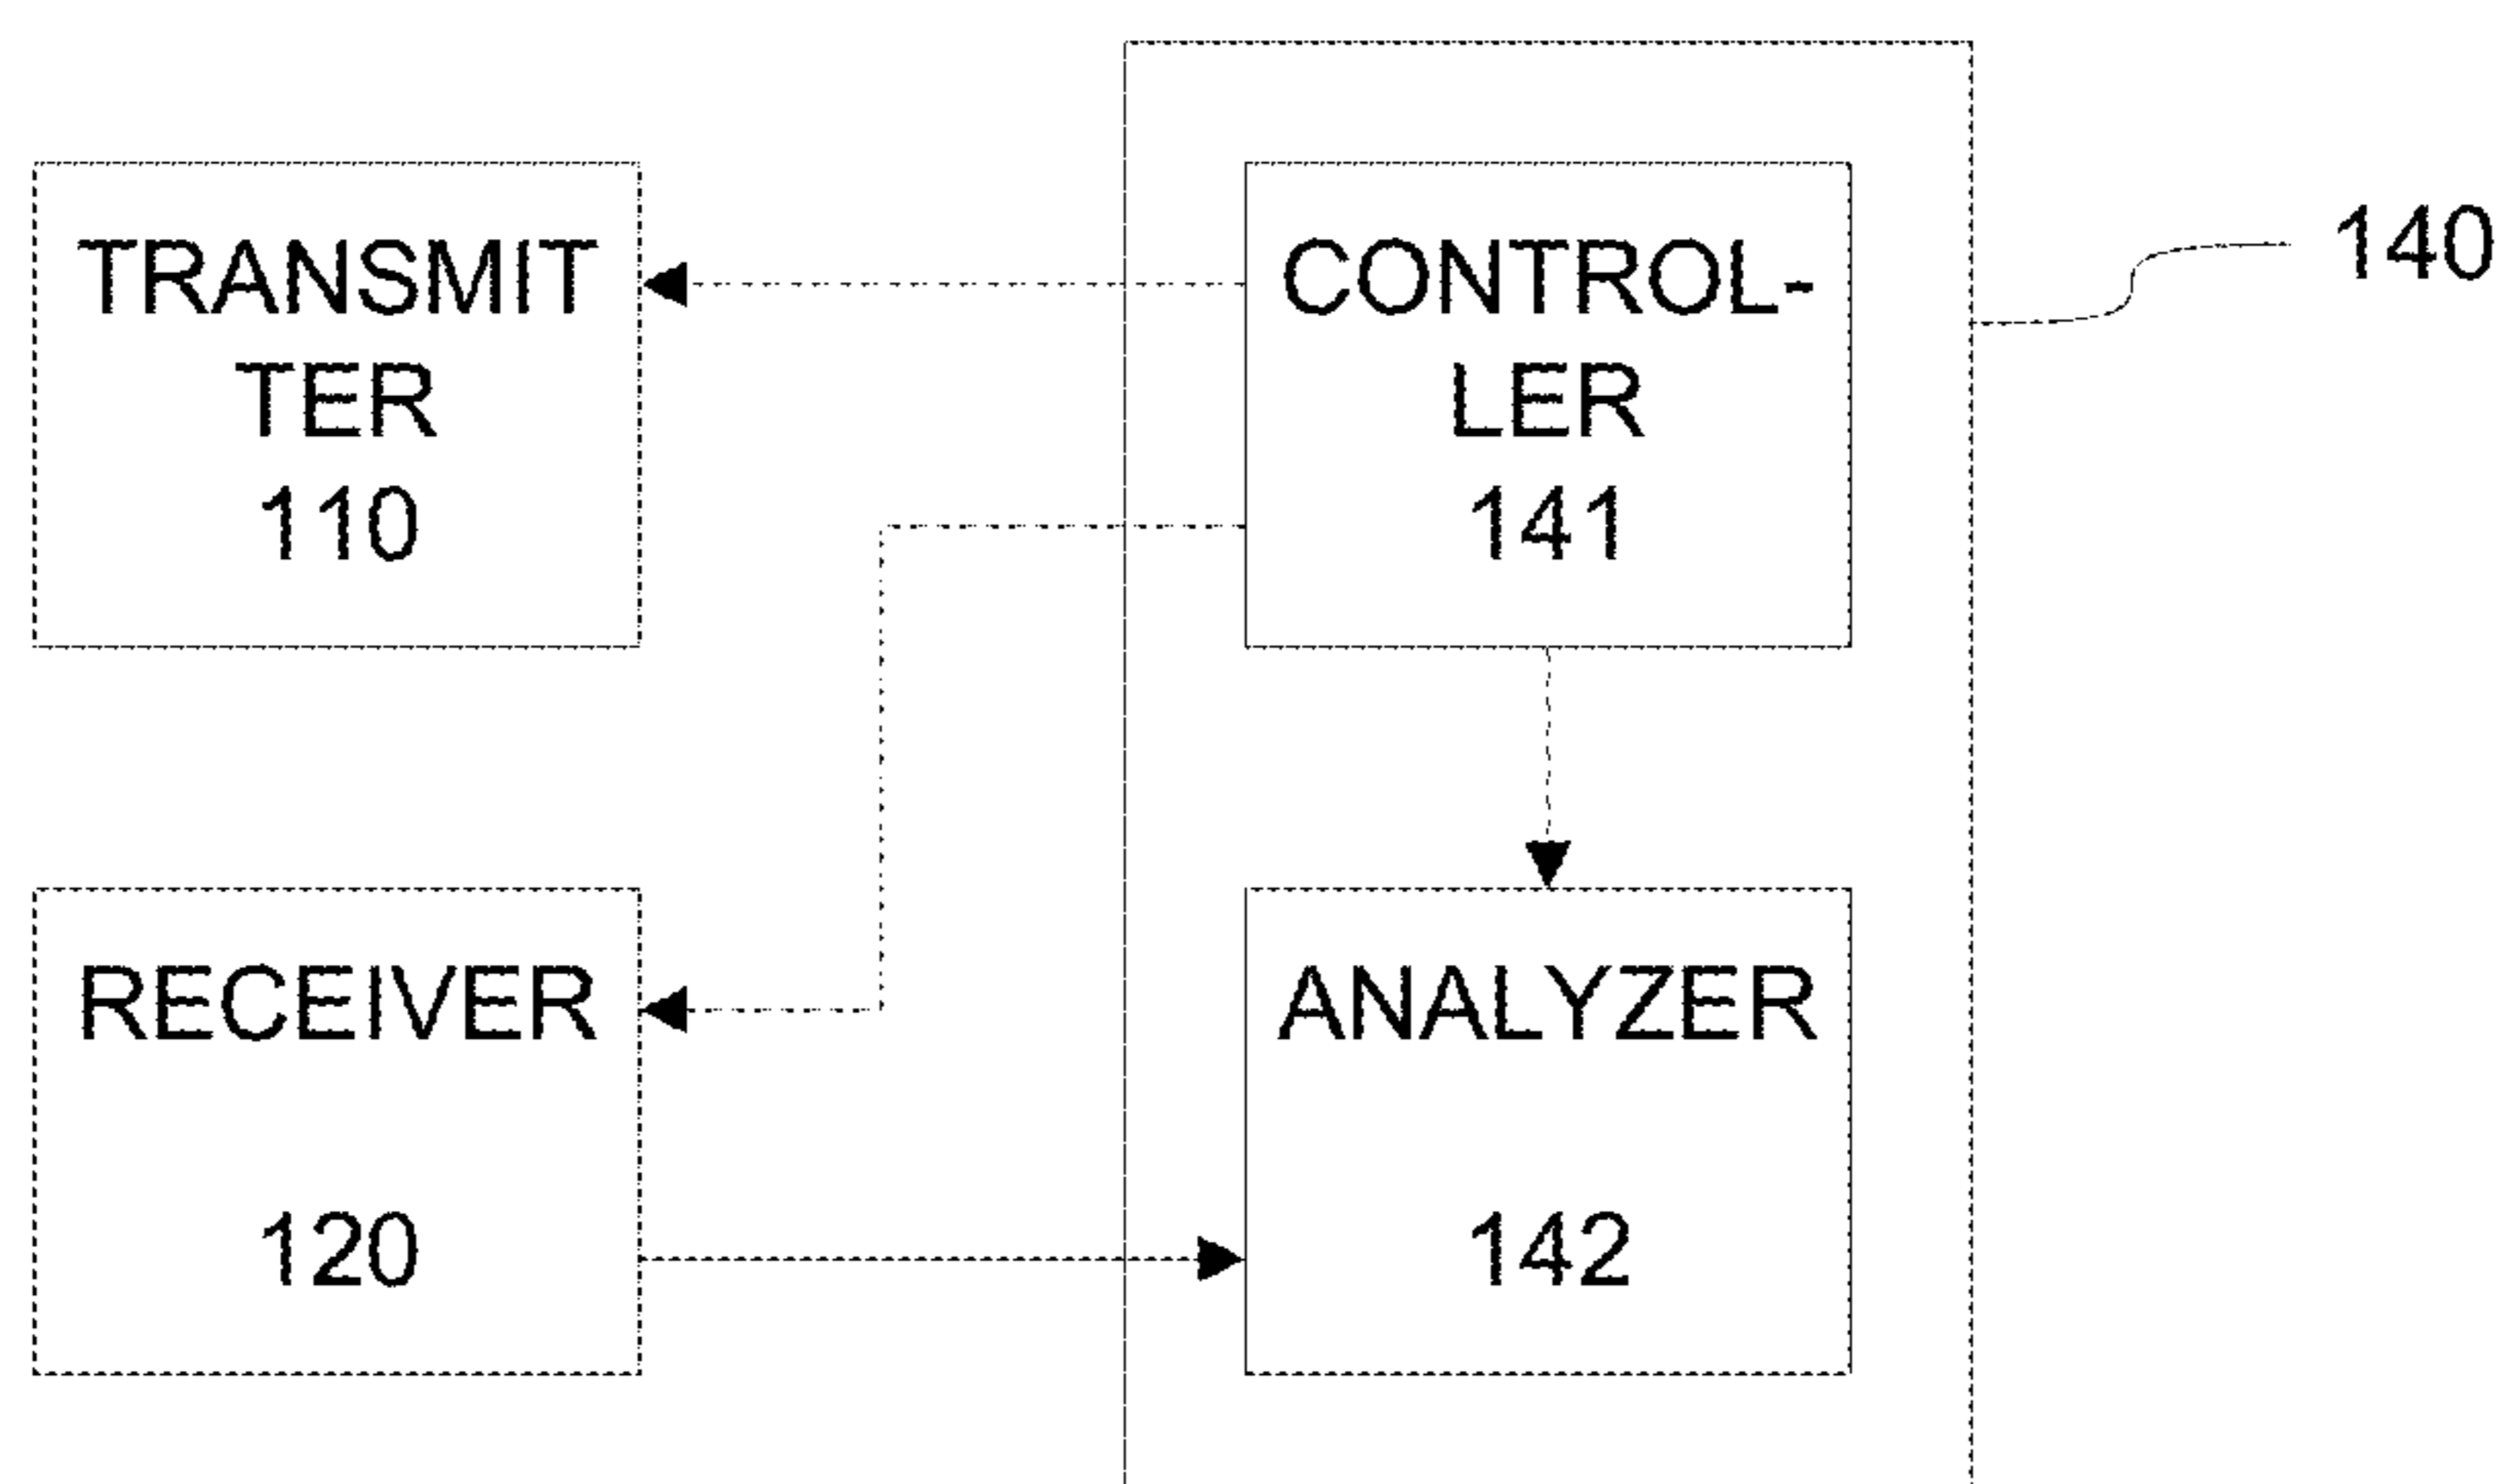 TRANSMIT
TER
110
CONTROL-
LER
141
140
RECEIVER
120
ANALYZER
142